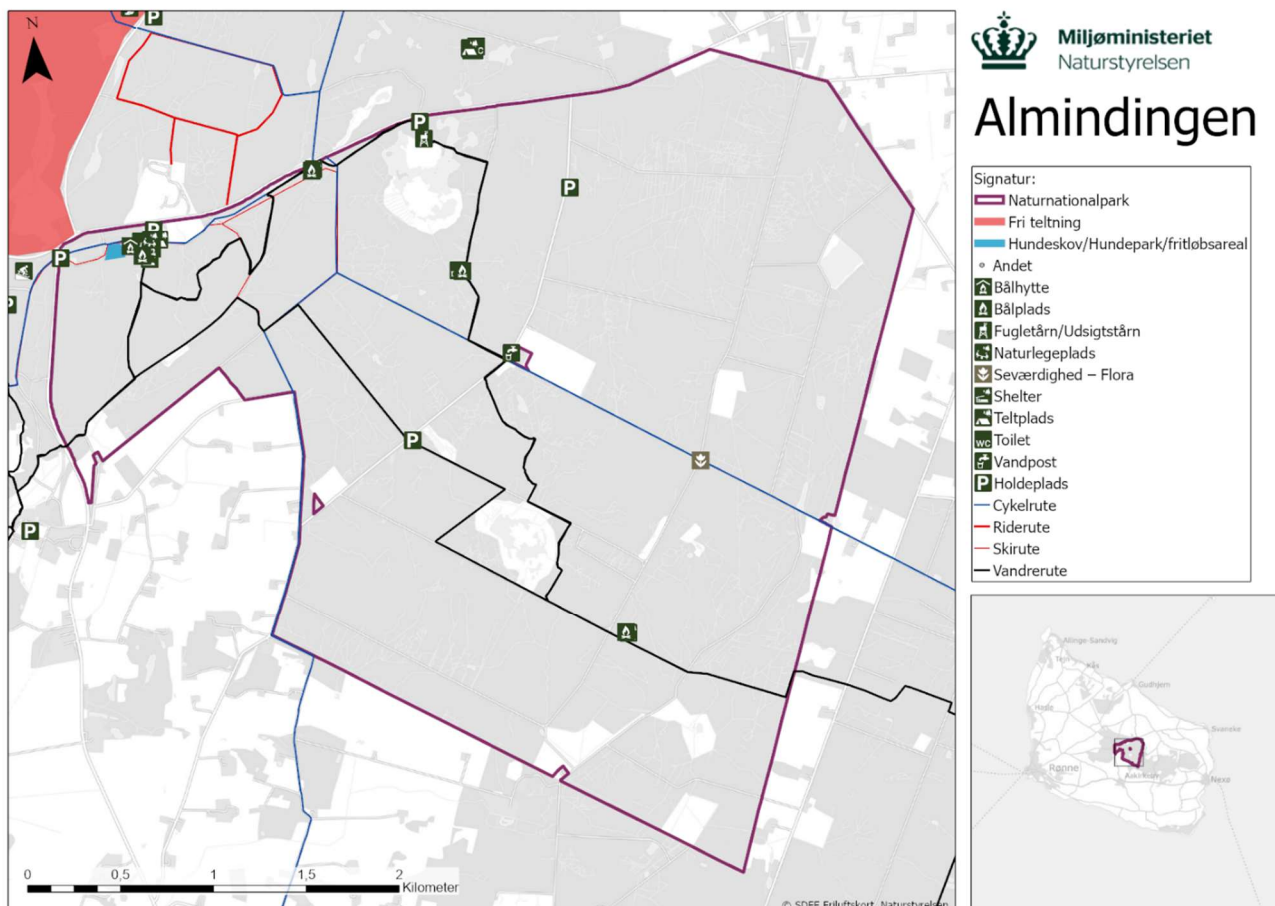 N
Miljøministeriet
Naturstyrelsen
Almindingen
Signatur:
Naturnationalpark
Fri teltning
Hundeskov/Hundepark/fritløbsareal
Andet
Bålhytte
Bålplads
Fugletårn/Udsigtstårn
Naturlegeplads
Seværdighed – Flora
Shelter
Teltplads
WC Toilet
Vandpost
P Holdeplads
Cykelrute
Riderute
Skirute
Vandrerute
P
P
P
P
P
P
P
P
0 0,5 1 1,5 2
Kilometer
© SDFE Friluftskort, Naturstyrelsen
Allinge-Sandvig
Gudhjem
Hasle
Svaneke
Rønne
Aakirkeby
Nexø